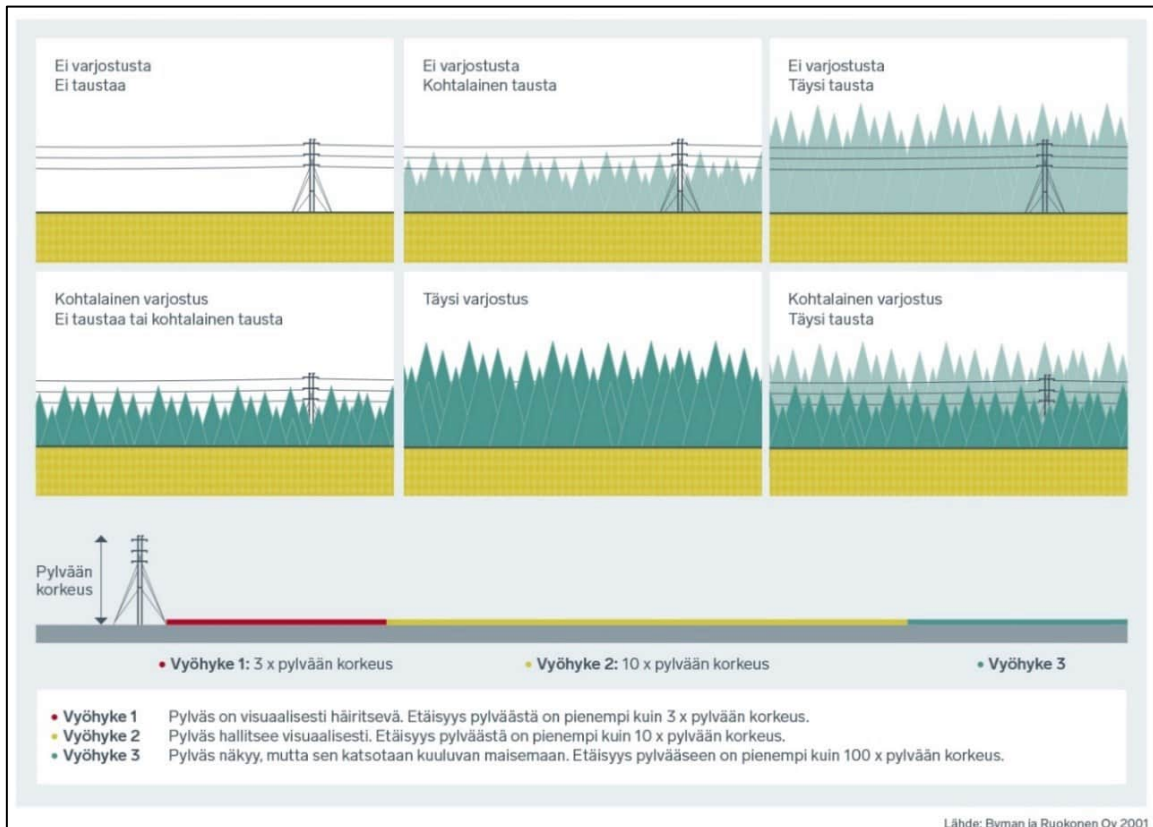 Ei varjostusta
Ei taustaa
Ei varjostusta
Kohtalainen tausta
Ei varjostusta
Täysi tausta
Kohtalainen varjostus
Ei taustaa tai kohtalainen tausta
Täysi varjostus
Kohtalainen varjostus
Täysi tausta
Pylvään
korkeus
• Vyöhyke 1: 3 x pylvään korkeus
• Vyöhyke 2: 10 x pylvään korkeus
• Vyöhyke 3
• Vyöhyke 1 Pylväs on visuaalisesti häiritsevä. Etäisyys pylväästä on pienempi kuin 3 x pylvään korkeus.
• Vyöhyke 2 Pylväs hallitsee visuaalisesti. Etäisyys pylväästä on pienempi kuin 10 x pylvään korkeus.
• Vyöhyke 3 Pylväs näkyy, mutta sen katsotaan kuuluvan maisemaan. Etäisyys pylvääseen on pienempi kuin 100 x pylvään korkeus.
Lähde: Byman ja Ruokonen Oy 2001